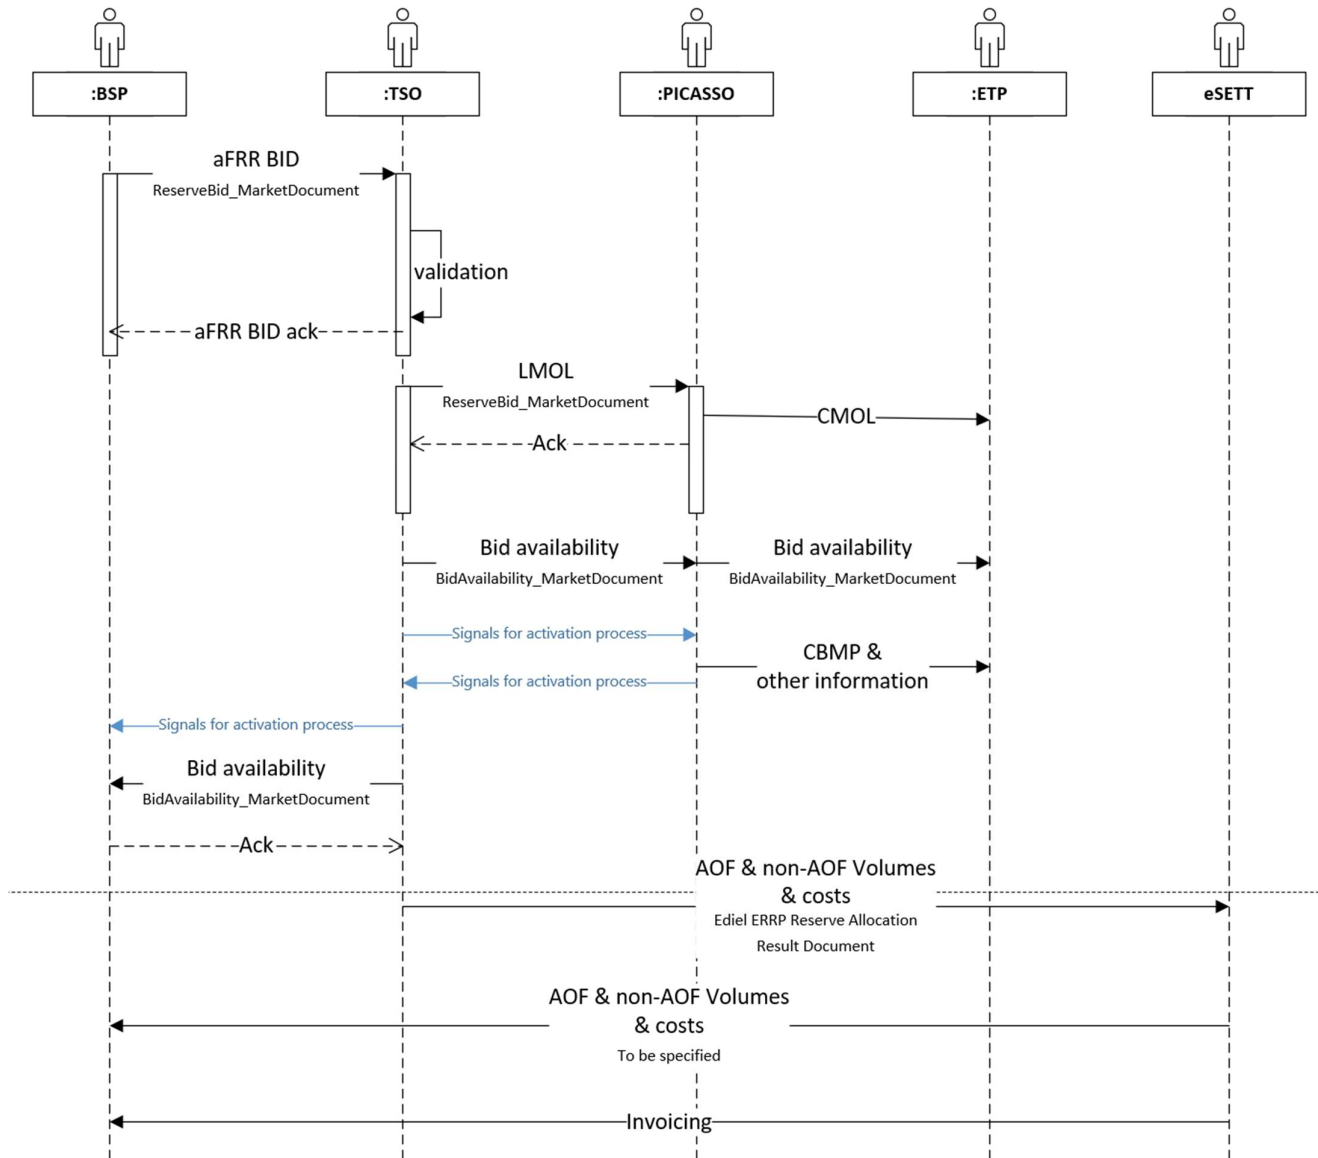 :BSP
:TSO
:PICASSO
:ETP
eSETT
aFRR BID
ReserveBid_MarketDocument
validation
aFRR BID ack
LMOL
ReserveBid_MarketDocument
CMOL
Ack
Bid availability
BidAvailability_MarketDocument
Bid availability
BidAvailability_MarketDocument
Signals for activation process
CBMP &
other information
Signals for activation process
Signals for activation process
Bid availability
BidAvailability_MarketDocument
Ack
AOF & non-AOF Volumes
& costs
Ediel ERRP Reserve Allocation
Result Document
AOF & non-AOF Volumes
& costs
To be specified
Invoicing